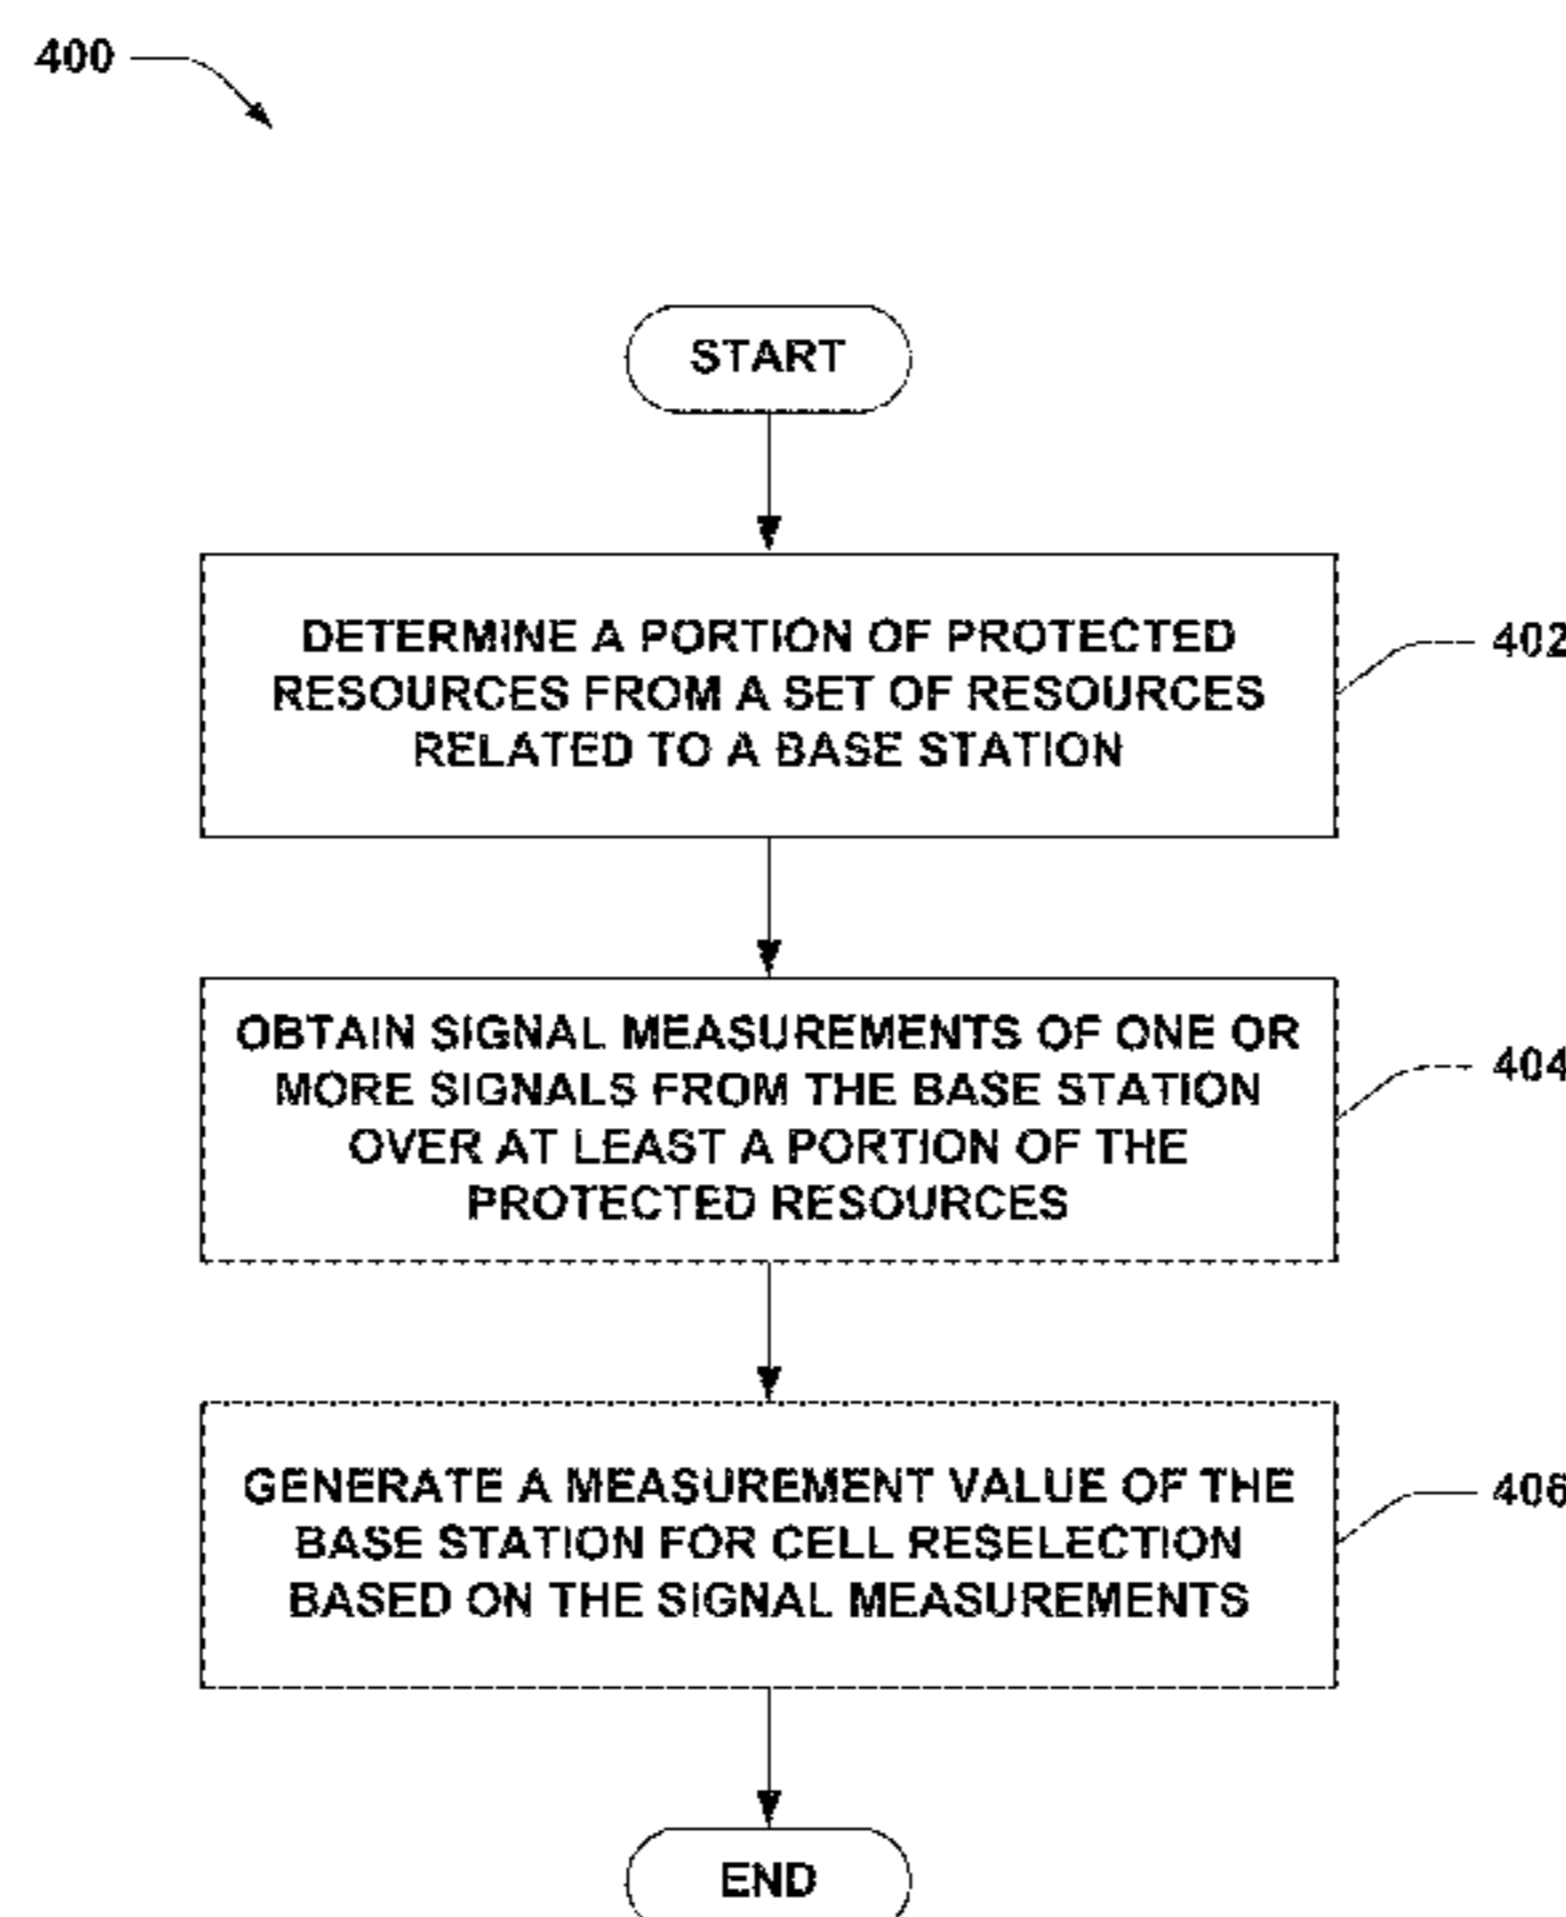 400
START
DETERMINE A PORTION OF PROTECTED
RESOURCES FROM A SET OF RESOURCES
RELATED TO A BASE STATION
402
OBTAIN SIGNAL MEASUREMENTS OF ONE OR
MORE SIGNALS FROM THE BASE STATION
OVER AT LEAST A PORTION OF THE
PROTECTED RESOURCES
404
GENERATE A MEASUREMENT VALUE OF THE
BASE STATION FOR CELL RESELECTION
BASED ON THE SIGNAL MEASUREMENTS
406
END